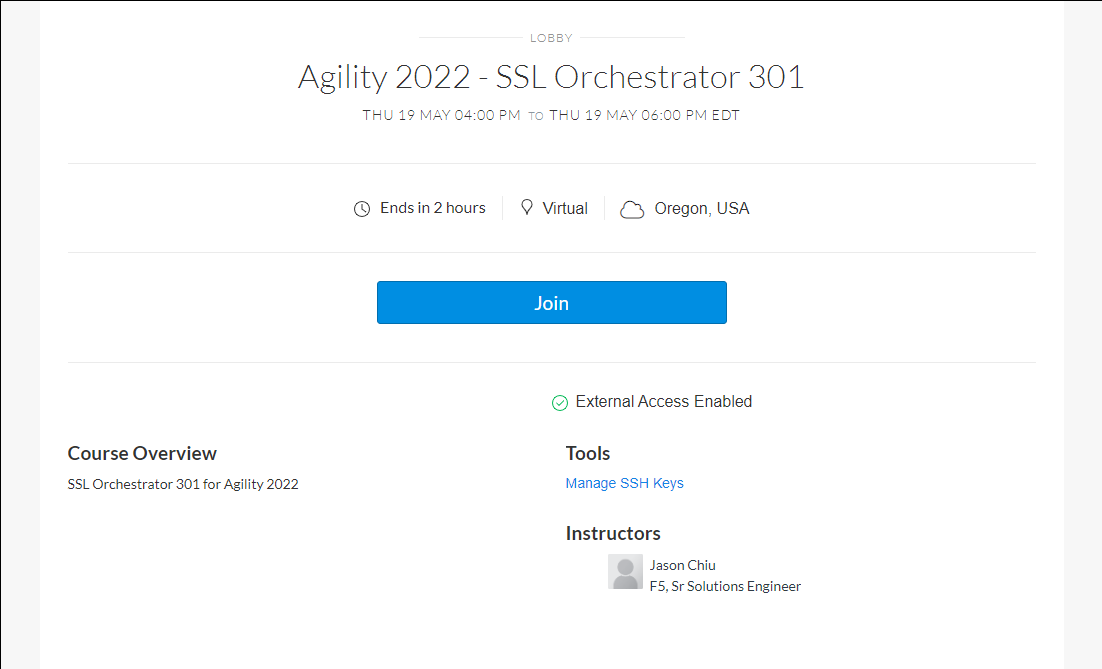 LOBBY
Agility 2022 - SSL Orchestrator 301
THU 19 MAY 04:00 PM TO THU 19 MAY 06:00 PM EDT
Ends in 2 hours
Virtual
Oregon, USA
Join
External Access Enabled
Course Overview
SSL Orchestrator 301 for Agility 2022
Tools
Manage SSH Keys
Instructors
Jason Chiu
F5, Sr Solutions Engineer